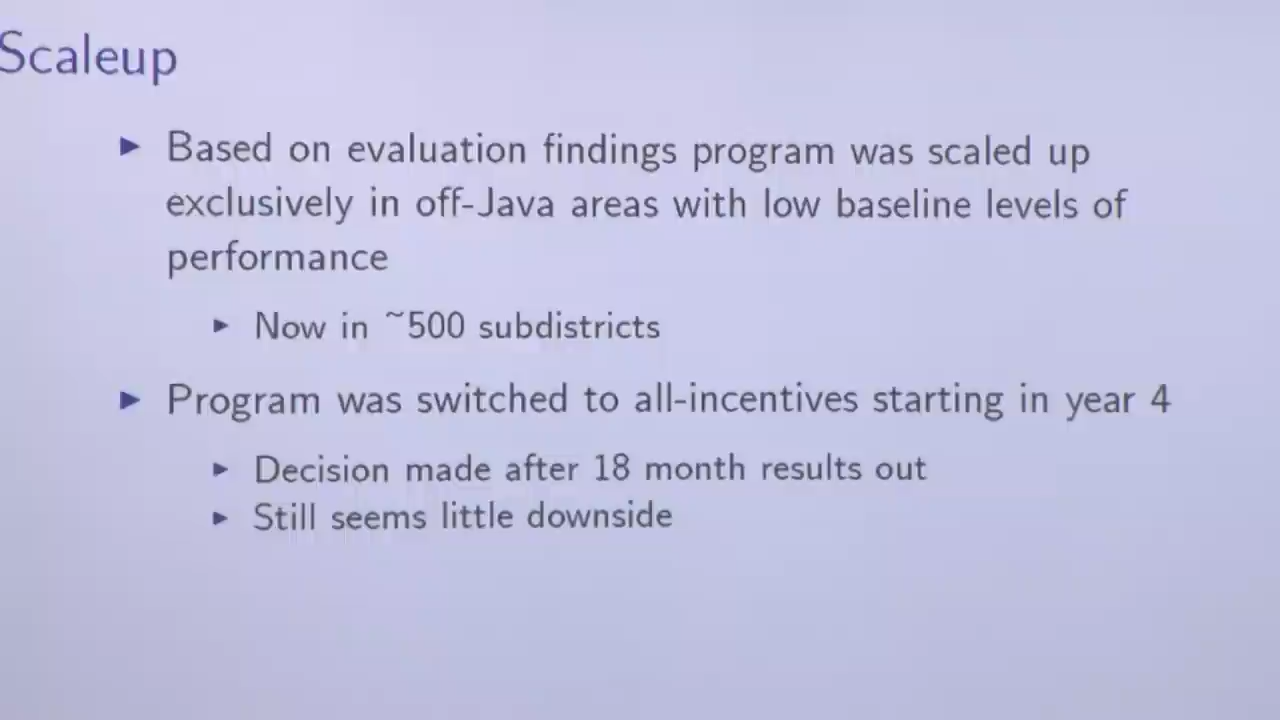 Scaleup
▶ Based on evaluation findings program was scaled up
exclusively in off-Java areas with low baseline levels of
performance
▶ Now in ~500 subdistricts
▶ Program was switched to all-incentives starting in year 4
▶ Decision made after 18 month results out
▶ Still seems little downside